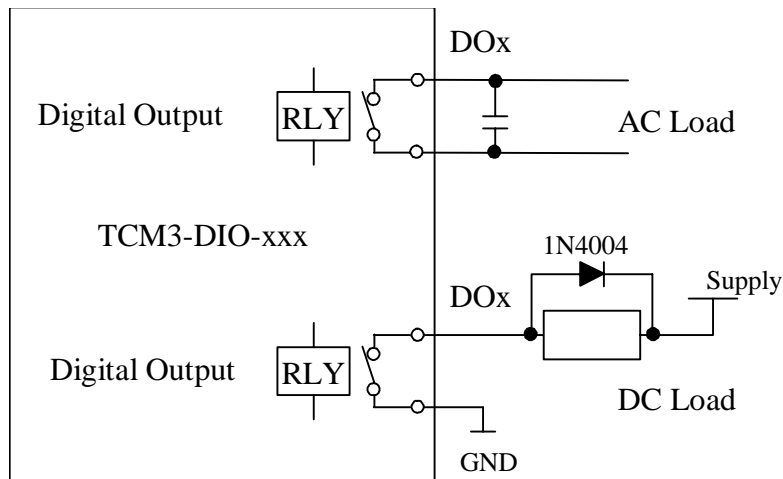 DOx
Digital Output
RLY
AC Load
TCM3-DIO-xxx
1N4004
DOx
Supply
Digital Output
RLY
DC Load
GND